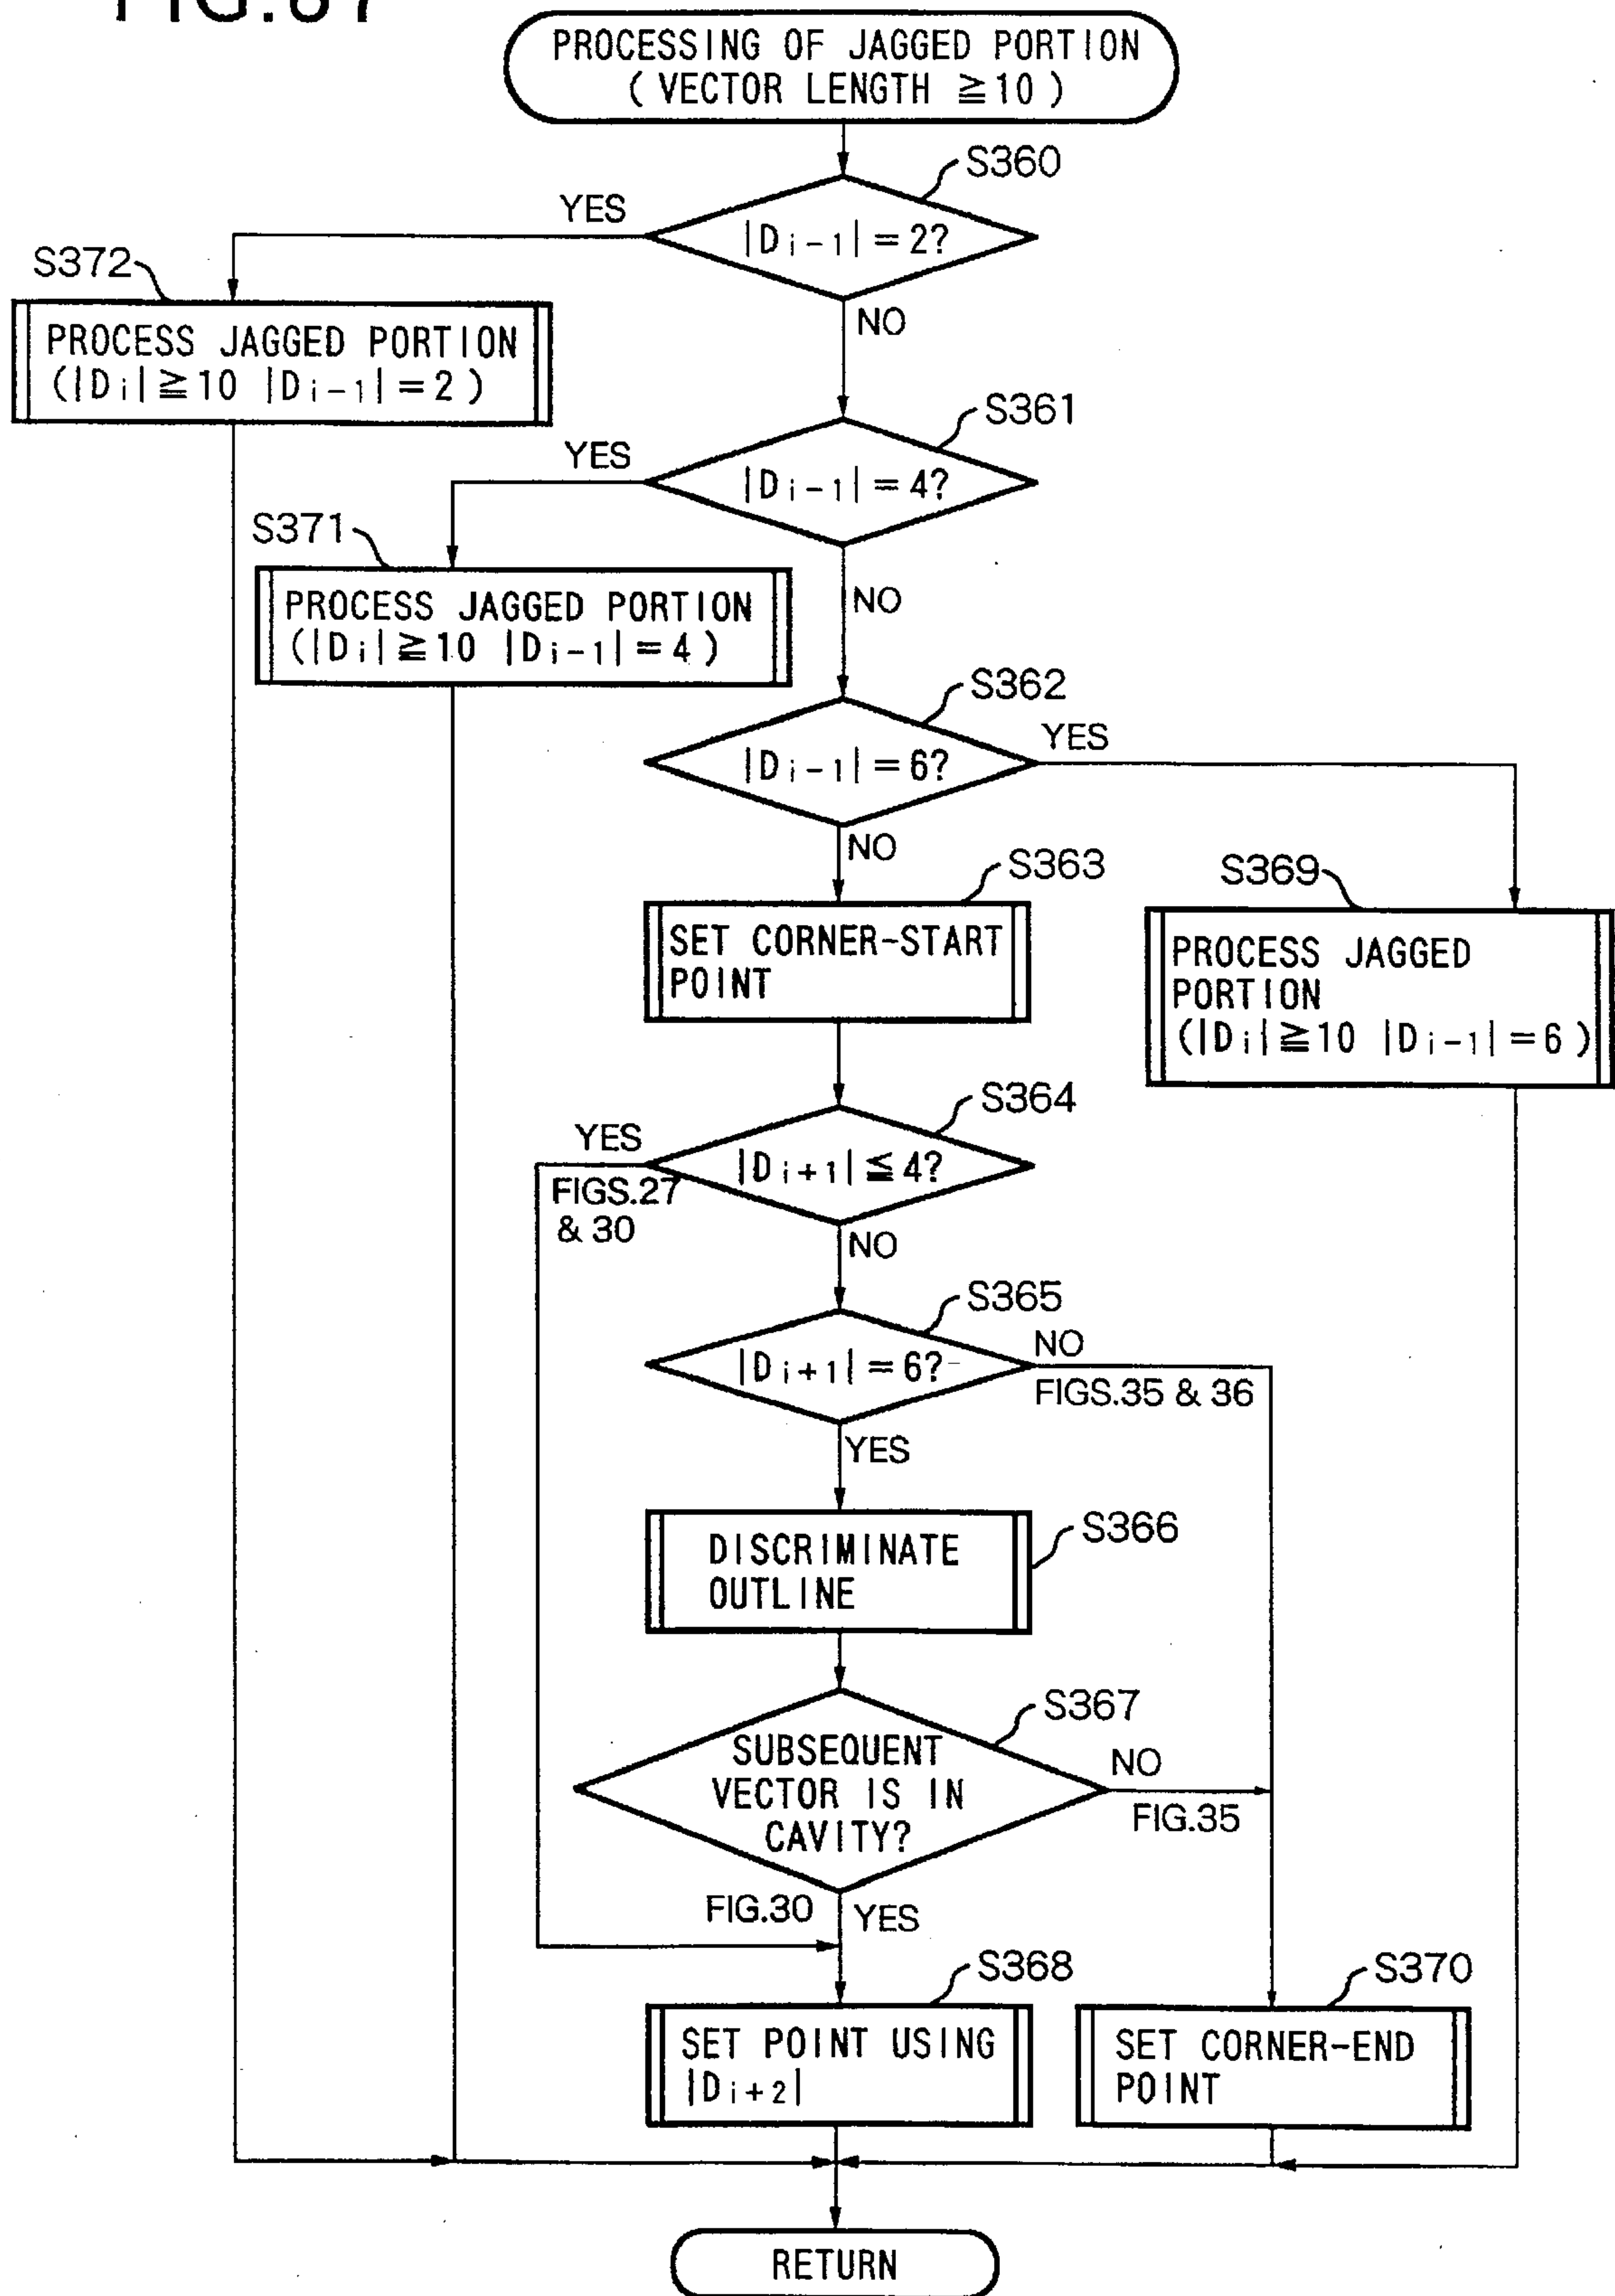 FIG.37
PROCESSING OF JAGGED PORTION
( VECTOR LENGTH ≧10 )
S360
YES
|Di−1|=2?
S372
NO
PROCESS JAGGED PORTION
(|Di|≧10 |Di−1|=2 )
S361
YES
|Di−1|=4?
S371
NO
PROCESS JAGGED PORTION
(|Di|≧10 |Di−1|=4 )
S362
YES
|Di−1|=6?
NO
S363
S369
SET CORNER-START
POINT
PROCESS JAGGED
PORTION
(|Di|≧10 |Di−1|=6 )
S364
YES
|Di+1|≦4?
FIGS.27
& 30
NO
S365
NO
|Di+1|=6?
FIGS.35 & 36
YES
S366
DISCRIMINATE
OUTLINE
S367
SUBSEQUENT
VECTOR IS IN
CAVITY?
NO
FIG.35
FIG.30
YES
S368
S370
SET POINT USING
|Di+2|
SET CORNER-END
POINT
RETURN